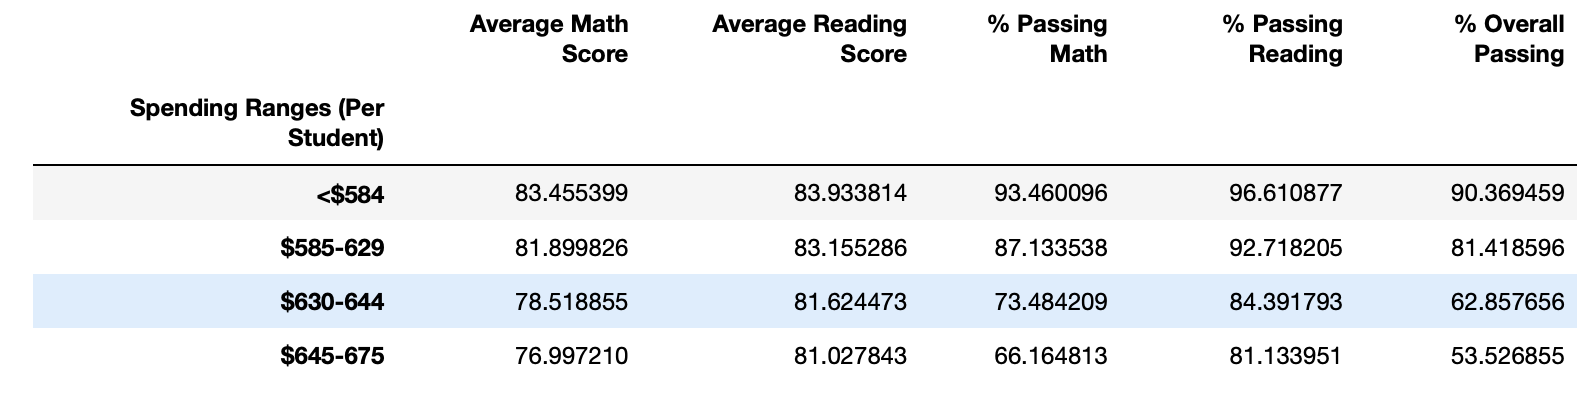 Average Math Score Average Reading Score % Passing Math % Passing Reading % Overall Passing
Spending Ranges (Per Student)
<$584 83.455399 83.933814 93.460096 96.610877 90.369459
$585-629 81.899826 83.155286 87.133538 92.718205 81.418596
$630-644 78.518855 81.624473 73.484209 84.391793 62.857656
$645-675 76.997210 81.027843 66.164813 81.133951 53.526855